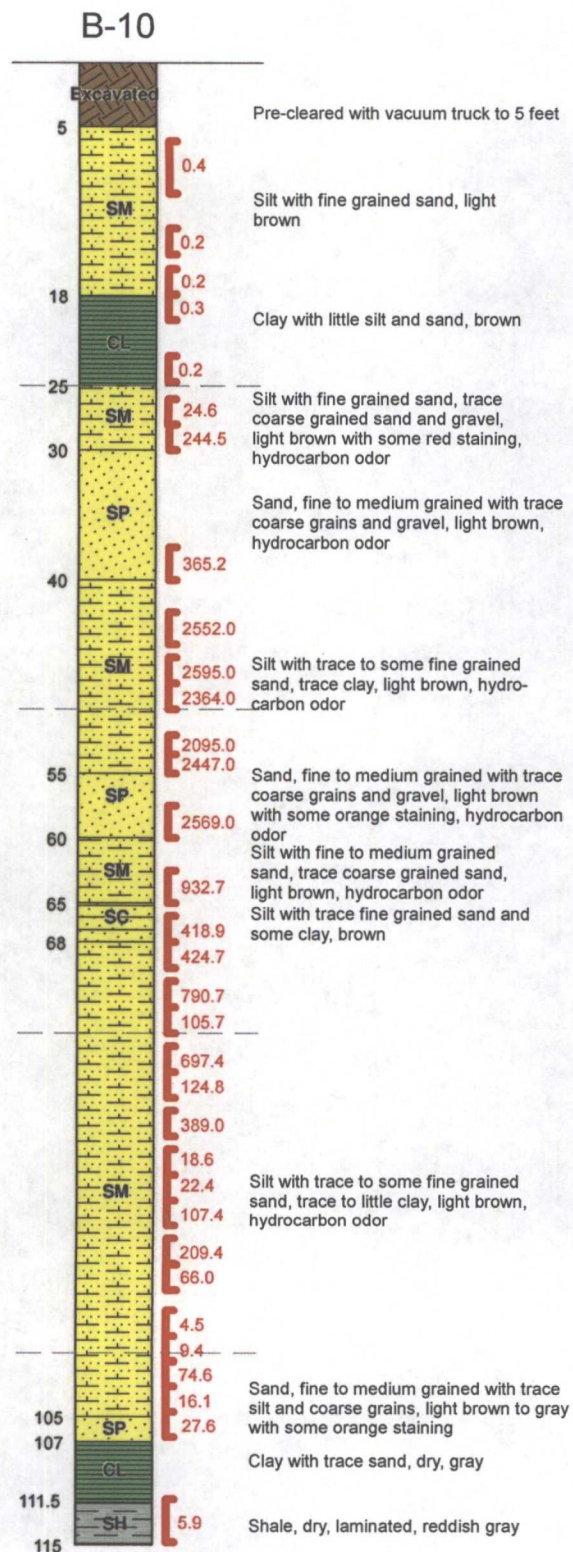 B-10
Excavated
Pre-cleared with vacuum truck to 5 feet
5
0.4
SM
Silt with fine grained sand, light
brown
0.2
0.2
18
0.3
Clay with little silt and sand, brown
CL
0.2
25
Silt with fine grained sand, trace
coarse grained sand and gravel,
light brown with some red staining,
hydrocarbon odor
SM
24.6
244.5
30
Sand, fine to medium grained with trace
coarse grains and gravel, light brown,
hydrocarbon odor
SP
365.2
40
2552.0
SM
2595.0
2364.0
Silt with trace to some fine grained
sand, trace clay, light brown, hydro-
carbon odor
2095.0
2447.0
55
SP
Sand, fine to medium grained with trace
coarse grains and gravel, light brown
with some orange staining, hydrocarbon
odor
2569.0
60
SM
Silt with fine to medium grained
sand, trace coarse grained sand,
light brown, hydrocarbon odor
932.7
65
SC
Silt with trace fine grained sand and
some clay, brown
418.9
68
424.7
790.7
105.7
697.4
124.8
389.0
18.6
SM
22.4
107.4
Silt with trace to some fine grained
sand, trace to little clay, light brown,
hydrocarbon odor
209.4
66.0
4.5
9.4
74.6
16.1
Sand, fine to medium grained with trace
silt and coarse grains, light brown to gray
with some orange staining
105
SP
27.6
107
Clay with trace sand, dry, gray
CL
111.5
SH
5.9
Shale, dry, laminated, reddish gray
115